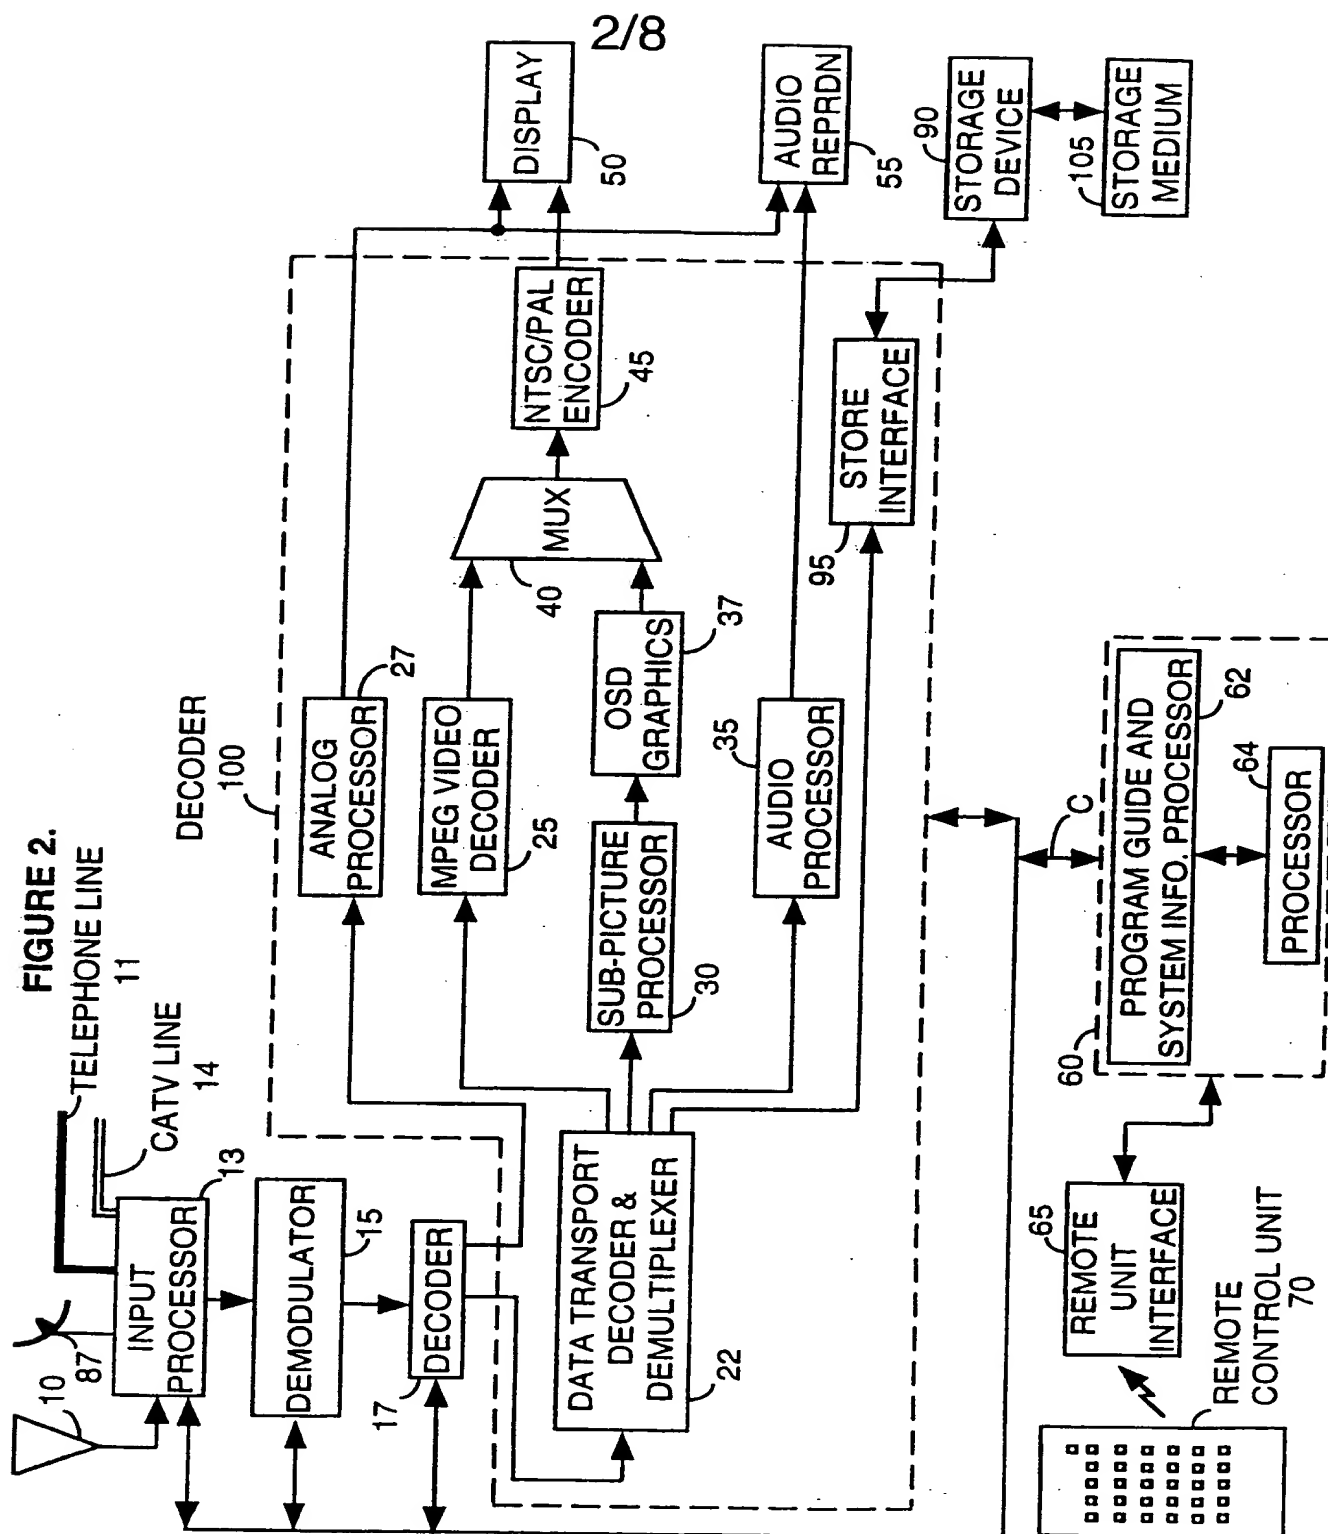 2/8
FIGURE 2.
TELEPHONE LINE
11
CATV LINE
14
10
87
INPUT
PROCESSOR
13
DEMODULATOR
15
DECODER
17
DECODER
100
DATA TRANSPORT
DECODER &
DEMULTIPLEXER
22
ANALOG
PROCESSOR
27
MPEG VIDEO
DECODER
25
SUB-PICTURE
PROCESSOR
30
OSD
GRAPHICS
37
AUDIO
PROCESSOR
35
MUX
40
NTSC/PAL
ENCODER
45
STORE
INTERFACE
95
DISPLAY
50
AUDIO
REPRDN
55
STORAGE
DEVICE
90
STORAGE
MEDIUM
105
C
60
PROGRAM GUIDE AND
SYSTEM INFO. PROCESSOR
62
PROCESSOR
64
65
REMOTE
UNIT
INTERFACE
REMOTE
CONTROL UNIT
70